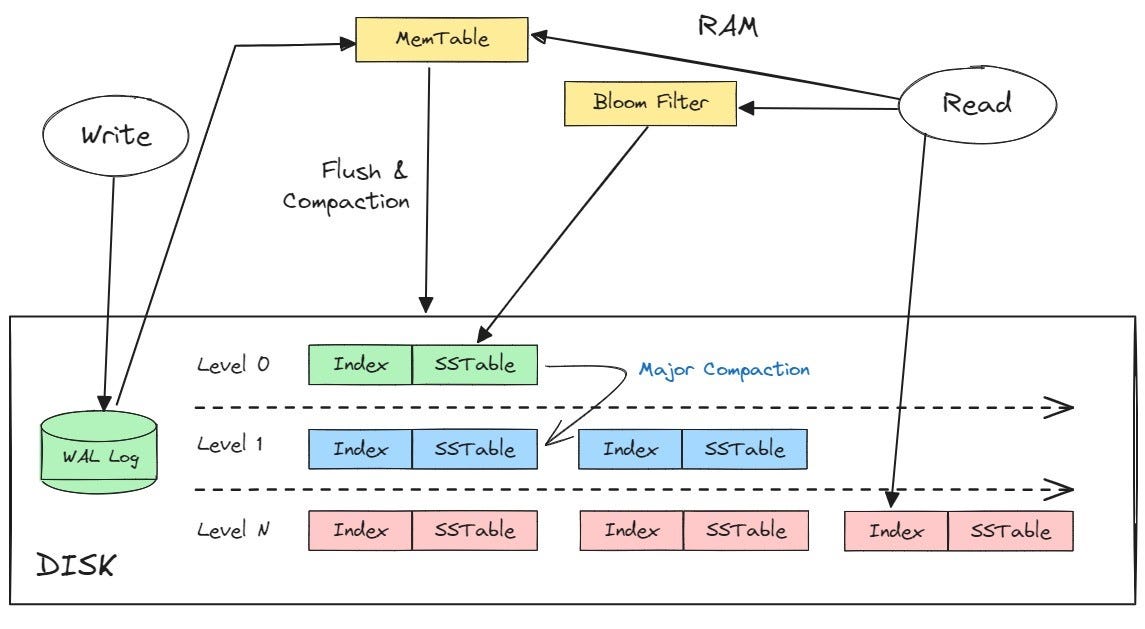 RAM
MemTable
Bloom Filter
Read
Write
Flush &
Compaction
Level 0
Index
SSTable
Major Compaction
Level 1
Index
SSTable
Index
SSTable
WAL Log
Level N
Index
SSTable
Index
SSTable
Index
SSTable
DISK